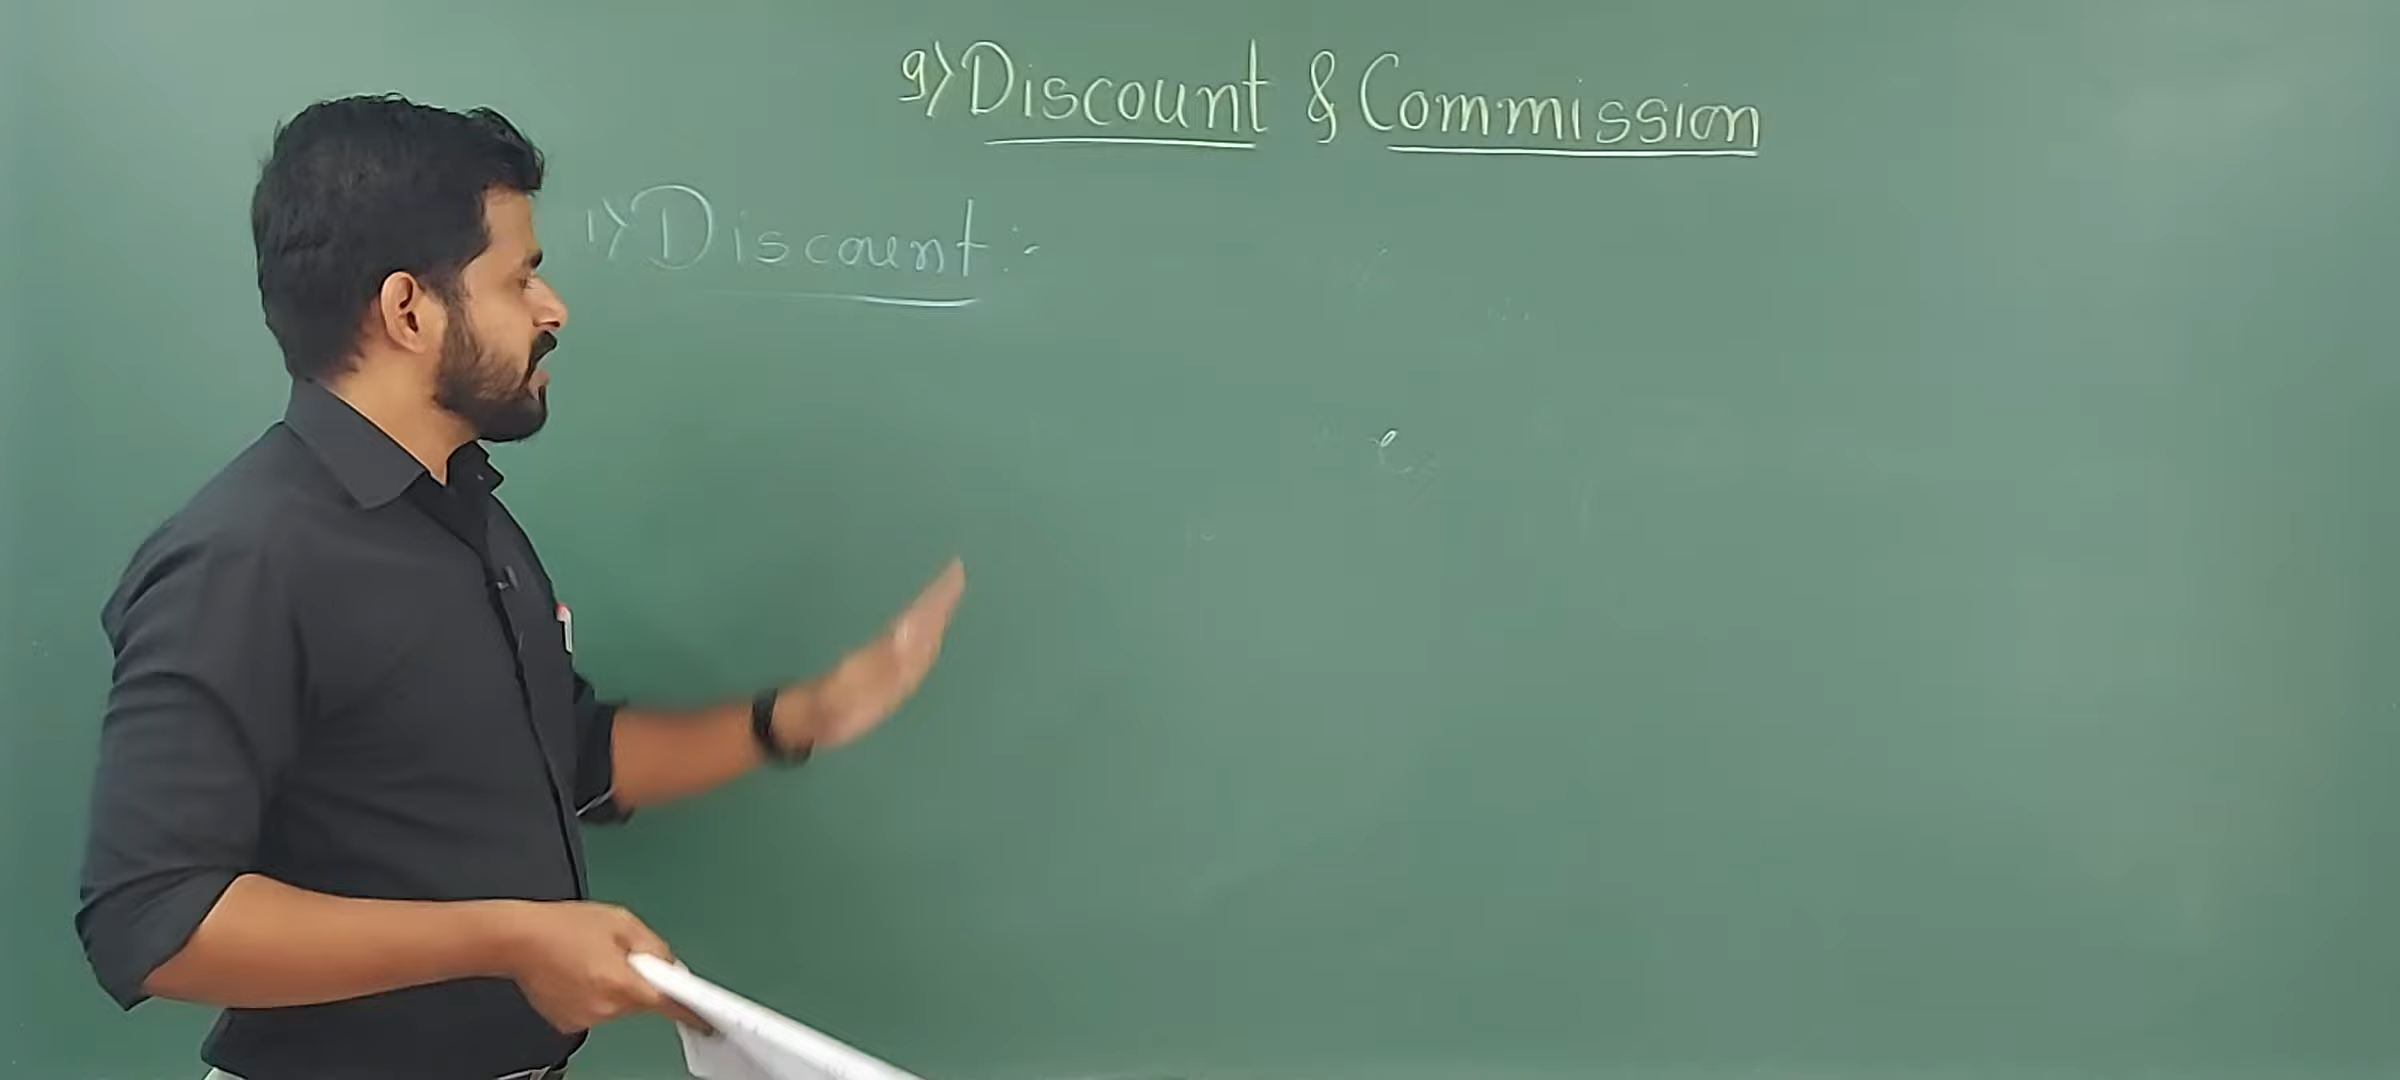 9) Discount & Commission
1) Discount :-